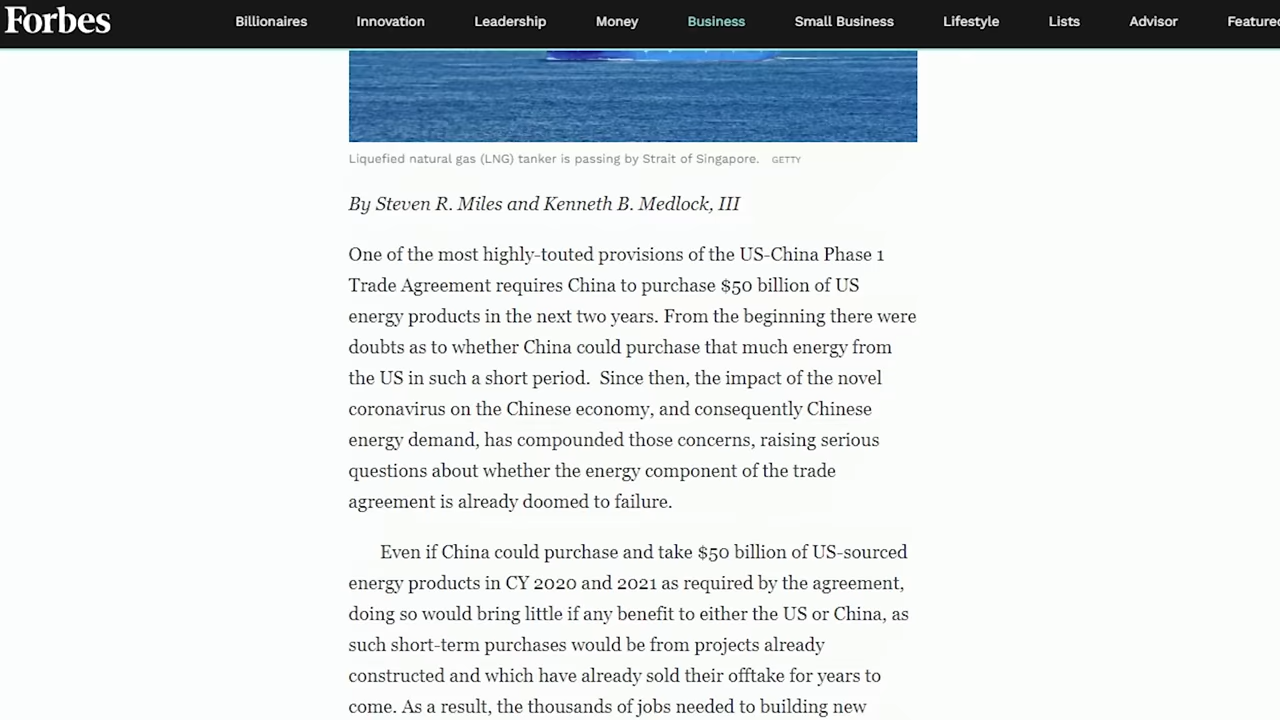 Forbes Billionaires Innovation Leadership Money Business Small Business Lifestyle Lists Advisor Featured
Liquefied natural gas (LNG) tanker is passing by Strait of Singapore. GETTY
By Steven R. Miles and Kenneth B. Medlock, III
One of the most highly-touted provisions of the US-China Phase 1
Trade Agreement requires China to purchase $50 billion of US
energy products in the next two years. From the beginning there were
doubts as to whether China could purchase that much energy from
the US in such a short period.  Since then, the impact of the novel
coronavirus on the Chinese economy, and consequently Chinese
energy demand, has compounded those concerns, raising serious
questions about whether the energy component of the trade
agreement is already doomed to failure.
Even if China could purchase and take $50 billion of US-sourced
energy products in CY 2020 and 2021 as required by the agreement,
doing so would bring little if any benefit to either the US or China, as
such short-term purchases would be from projects already
constructed and which have already sold their offtake for years to
come. As a result, the thousands of jobs needed to building new